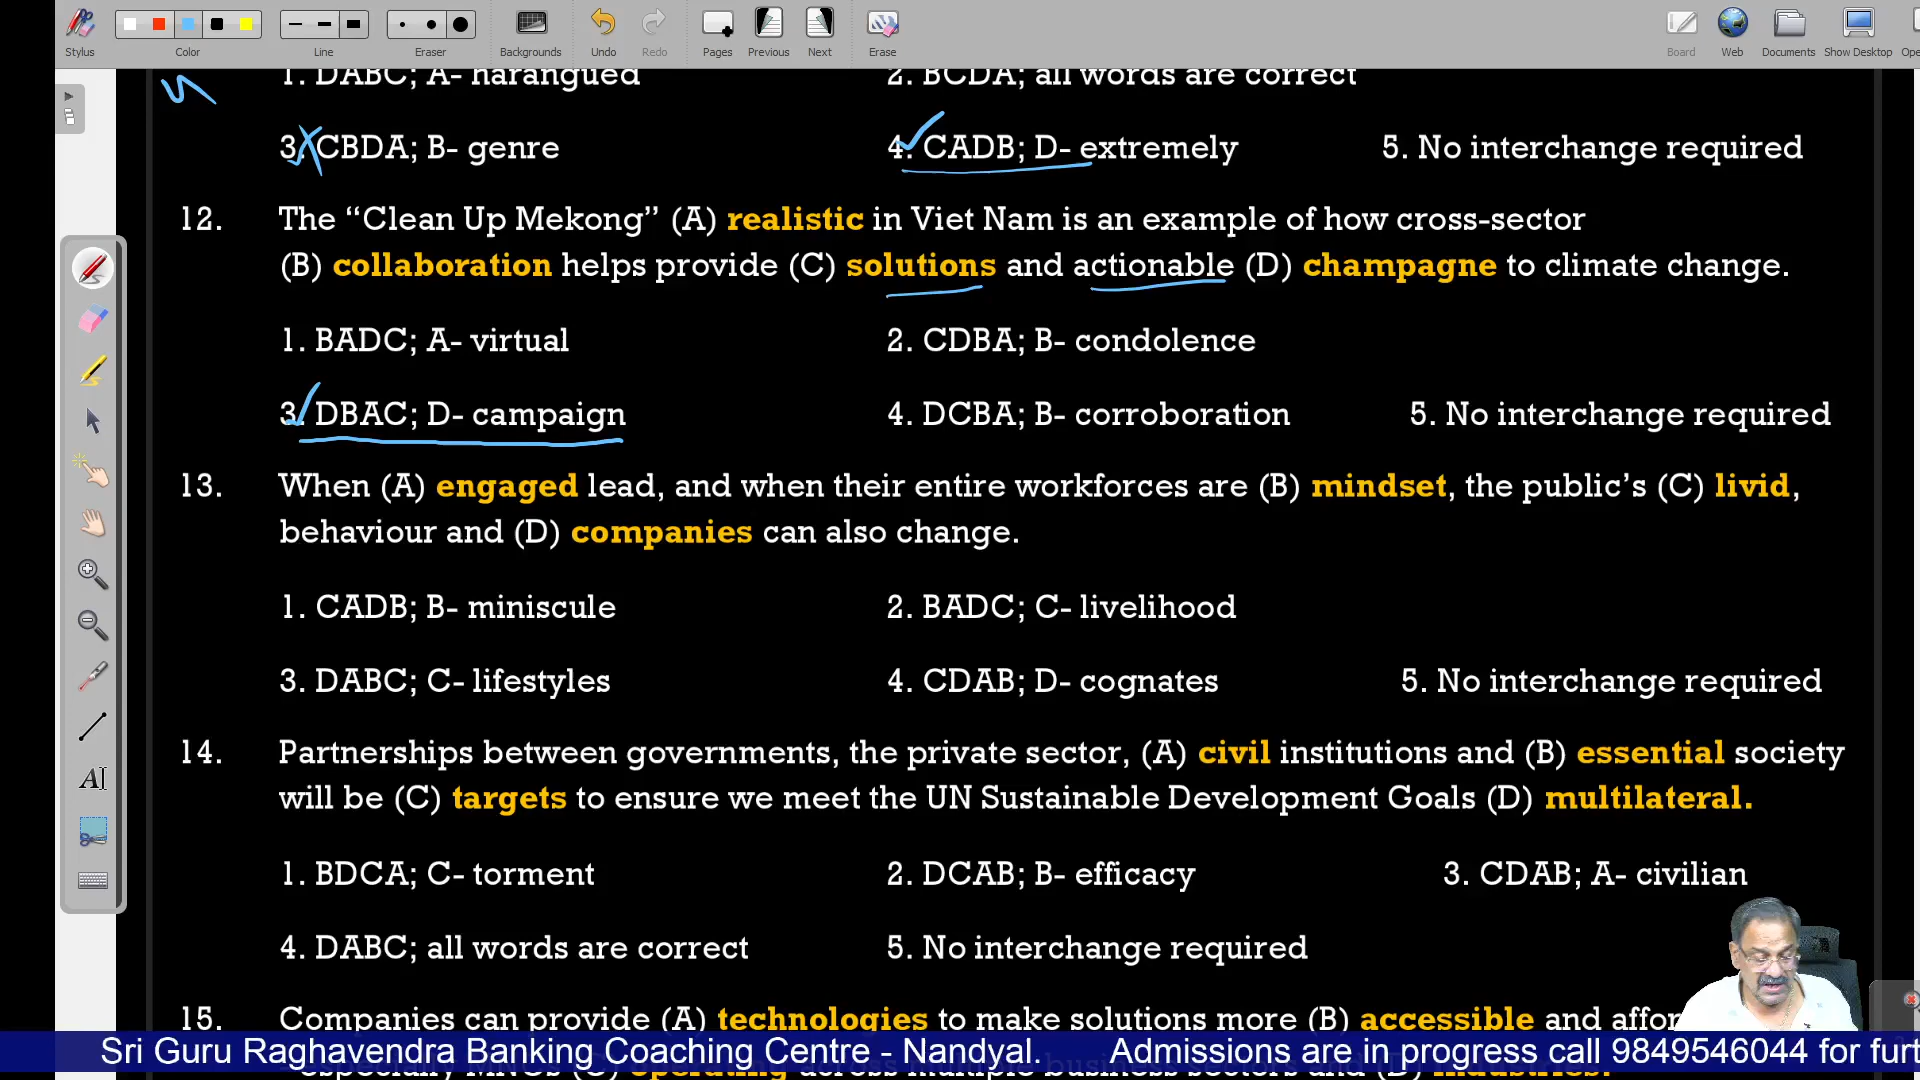 Stylus
Color
Line
Eraser
Backgrounds
Undo
Redo
Pages
Previous
Next
Erase
Board
Web
Documents
Show Desktop
1. DABC; A- harangued 2. BCDA; all words are correct
3. CBDA; B- genre 4. CADB; D- extremely 5. No interchange required
12. The “Clean Up Mekong” (A) realistic in Viet Nam is an example of how cross-sector
(B) collaboration helps provide (C) solutions and actionable (D) champagne to climate change.
1. BADC; A- virtual 2. CDBA; B- condolence
3. DBAC; D- campaign 4. DCBA; B- corroboration 5. No interchange required
13. When (A) engaged lead, and when their entire workforces are (B) mindset, the public’s (C) livid,
behaviour and (D) companies can also change.
1. CADB; B- miniscule 2. BADC; C- livelihood
3. DABC; C- lifestyles 4. CDAB; D- cognates 5. No interchange required
14. Partnerships between governments, the private sector, (A) civil institutions and (B) essential society
will be (C) targets to ensure we meet the UN Sustainable Development Goals (D) multilateral.
1. BDCA; C- torment 2. DCAB; B- efficacy 3. CDAB; A- civilian
4. DABC; all words are correct 5. No interchange required
15. Companies can provide (A) technologies to make solutions more (B) accessible and
Sri Guru Raghavendra Banking Coaching Centre - Nandyal. Admissions are in progress call 9849546044 for